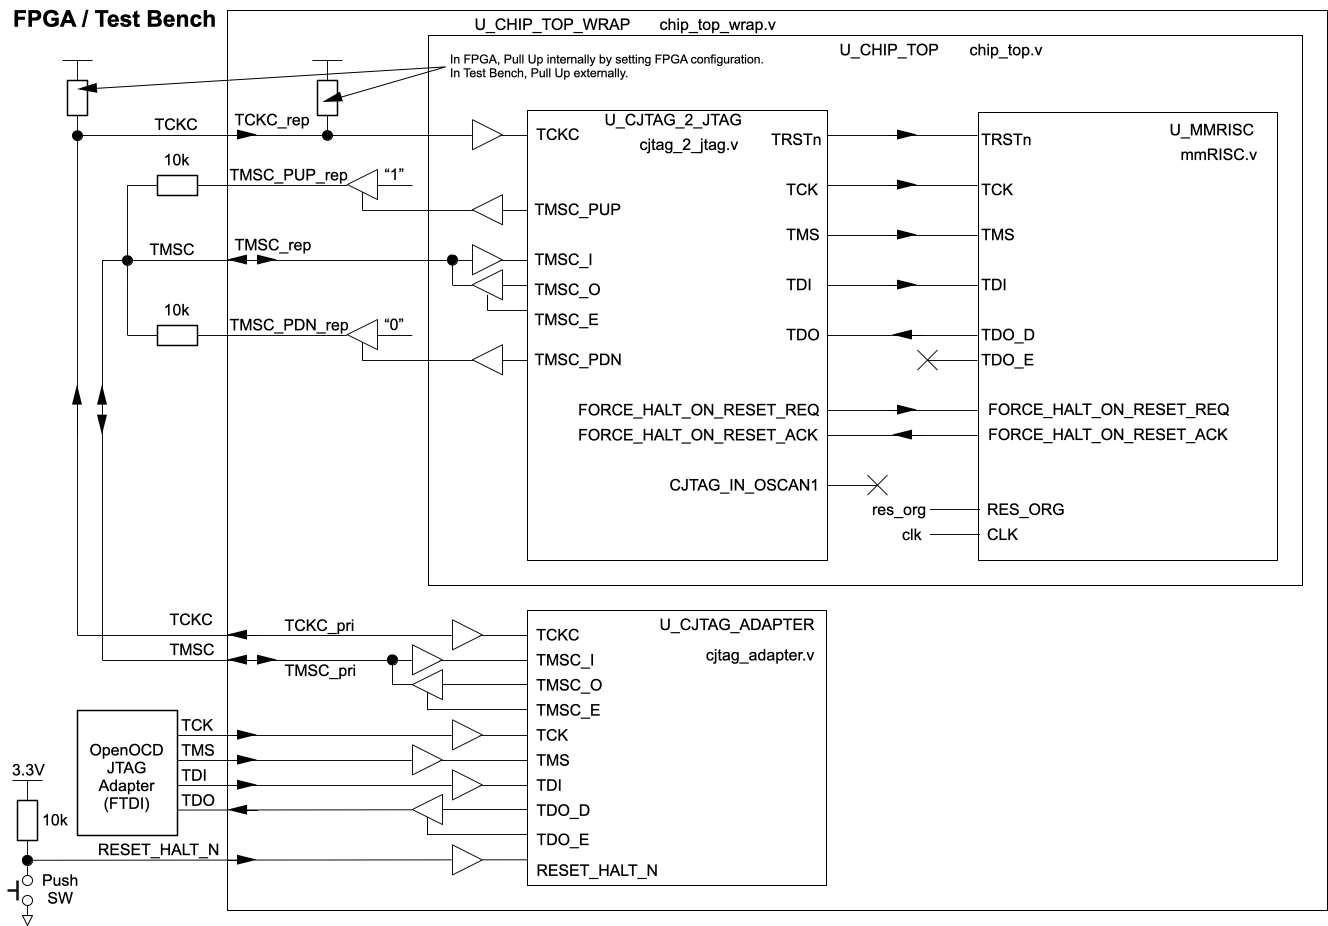 FPGA / Test Bench
U_CHIP_TOP_WRAP chip_top_wrap.v
U_CHIP_TOP chip_top.v
In FPGA, Pull Up internally by setting FPGA configuration.
In Test Bench, Pull Up externally.
TCKC
TCKC_rep
10k
TMSC_PUP_rep
"1"
TMSC
TMSC_rep
10k
TMSC_PDN_rep
"0"
U_CJTAG_2_JTAG
cjtag_2_jtag.v
TCKC
TMSC_PUP
TMSC_I
TMSC_O
TMSC_E
TMSC_PDN
TRSTn
TCK
TMS
TDI
TDO
FORCE_HALT_ON_RESET_REQ
FORCE_HALT_ON_RESET_ACK
CJTAG_IN_OSCAN1
U_MMRISC
mmRISC.v
TRSTn
TCK
TMS
TDI
TDO_D
TDO_E
FORCE_HALT_ON_RESET_REQ
FORCE_HALT_ON_RESET_ACK
res_org
RES_ORG
clk
CLK
TCKC
TCKC_pri
TMSC
TMSC_pri
U_CJTAG_ADAPTER
cjtag_adapter.v
TCKC
TMSC_I
TMSC_O
TMSC_E
TCK
TMS
TDI
TDO_D
TDO_E
RESET_HALT_N
OpenOCD
JTAG
Adapter
(FTDI)
TCK
TMS
TDI
TDO
3.3V
10k
RESET_HALT_N
Push
SW